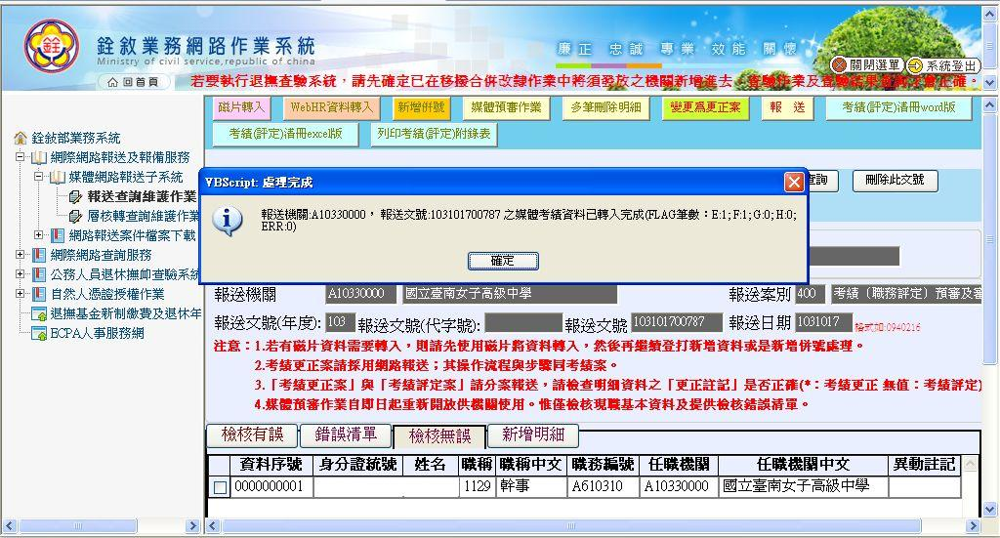 銓敘業務網路作業系統
Ministry of civil service,republic of china
廉正 忠誠 專業 效能 關懷
關閉選單 系統登出
回首頁
若要執行退撫查驗系統，請先確定已在移撥合併改隸作業中將須發放之機關新增進去
磁片轉入 WebHR資料轉入 新增併號 媒體預審作業 多筆刪除明細 變更為更正案 報 送 考績(評定)清冊word版
考績(評定)清冊excel版 列印考績(評定)附錄表
查詢 刪除此文號
銓敘部業務系統
網際網路報送及報備服務
媒體網路報送子系統
報送查詢維護作業
層核轉查詢維護作業
網路報送案件檔案下載
網際網路查詢服務
公務人員退休撫卹查驗系統
自然人憑證授權作業
退撫基金新制繳費及退休年
ECPA人事服務網
VBScript: 處理完成
報送機關:A10330000， 報送文號:103101700787 之媒體考績資料已轉入完成(FLAG筆數：E:1; F:1; G:0; H:0;
ERR:0)
確定
報送機關 A10330000 國立臺南女子高級中學 報送案別 400 考績（職務評定）預審及審
報送文號(年度): 103 報送文號(代字號): 報送文號 103101700787 報送日期 1031017 格式如:0940216
注意：1.若有磁片資料需要轉入，則請先使用磁片將資料轉入，然後再繼續登打新增資料或是新增併號處理。
2.考績更正案請採用網路報送；其操作流程與步驟同考績案。
3.「考績更正案」與「考績評定案」請分案報送，請檢查明細資料之「更正註記」是否正確(*：考績更正 無值：考績評定)
4.媒體預審作業自即日起重新開放供機關使用。惟僅檢核現職基本資料及提供檢核錯誤清單。
檢核有誤 錯誤清單 檢核無誤 新增明細
資料序號 身分證統號 姓名 職稱 職稱中文 職務編號 任職機關 任職機關中文 異動註記
0000000001 1129 幹事 A610310 A10330000 國立臺南女子高級中學